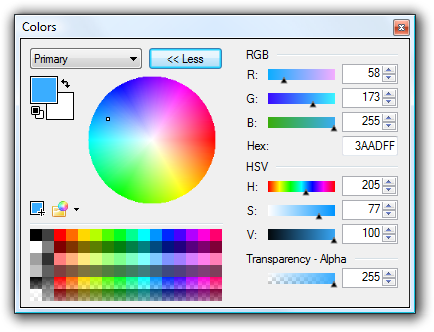 Colors
Primary
<< Less
RGB
R: 58
G: 173
B: 255
Hex: 3AADFF
HSV
H: 205
S: 77
V: 100
Transparency - Alpha
255